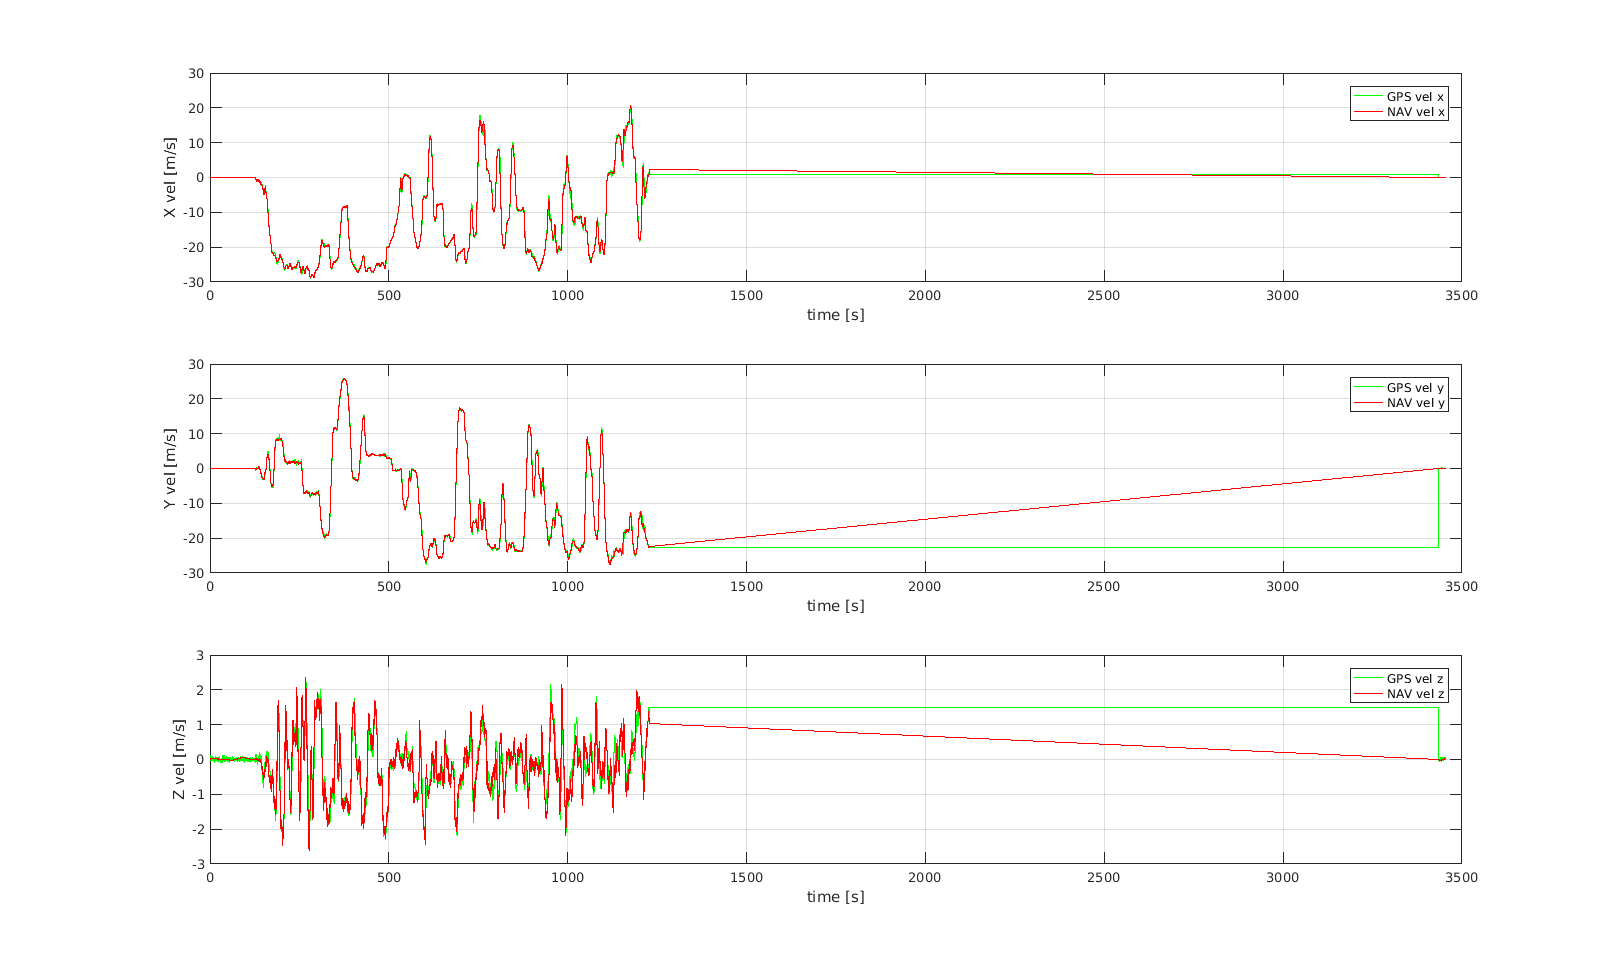 30
20
10
0
-10
-20
-30
X vel [m/s]
0 500 1000 1500 2000 2500 3000 3500
time [s]
GPS vel x
NAV vel x
30
20
10
0
-10
-20
-30
Y vel [m/s]
0 500 1000 1500 2000 2500 3000 3500
time [s]
GPS vel y
NAV vel y
3
2
1
0
-1
-2
-3
Z vel [m/s]
0 500 1000 1500 2000 2500 3000 3500
time [s]
GPS vel z
NAV vel z